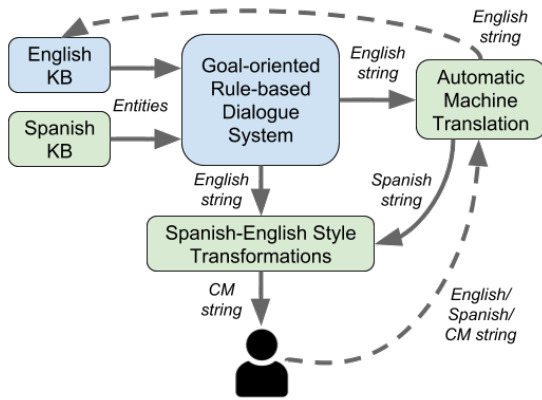 English
string
English
KB
Goal-oriented
Rule-based
Dialogue
System
English
string
Automatic
Machine
Translation
Entities
Spanish
KB
English
string
Spanish
string
Spanish-English Style
Transformations
CM
string
English/
Spanish/
CM string